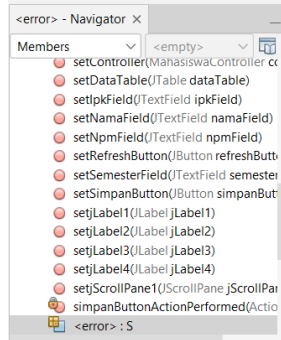 <error> - Navigator ×
Members
<empty>
setController(MahasiswaController co
setDataTable(JTable dataTable)
setIpkField(JTextField ipkField)
setNamaField(JTextField namaField)
setNpmField(JTextField npmField)
setRefreshButton(JButton refreshButt
setSemesterField(JTextField semester
setSimpanButton(JButton simpanButt
setjLabel1(JLabel jLabel1)
setjLabel2(JLabel jLabel2)
setjLabel3(JLabel jLabel3)
setjLabel4(JLabel jLabel4)
setjScrollPane1(JScrollPane jScrollPan
simpanButtonActionPerformed(Actio
<error> : S